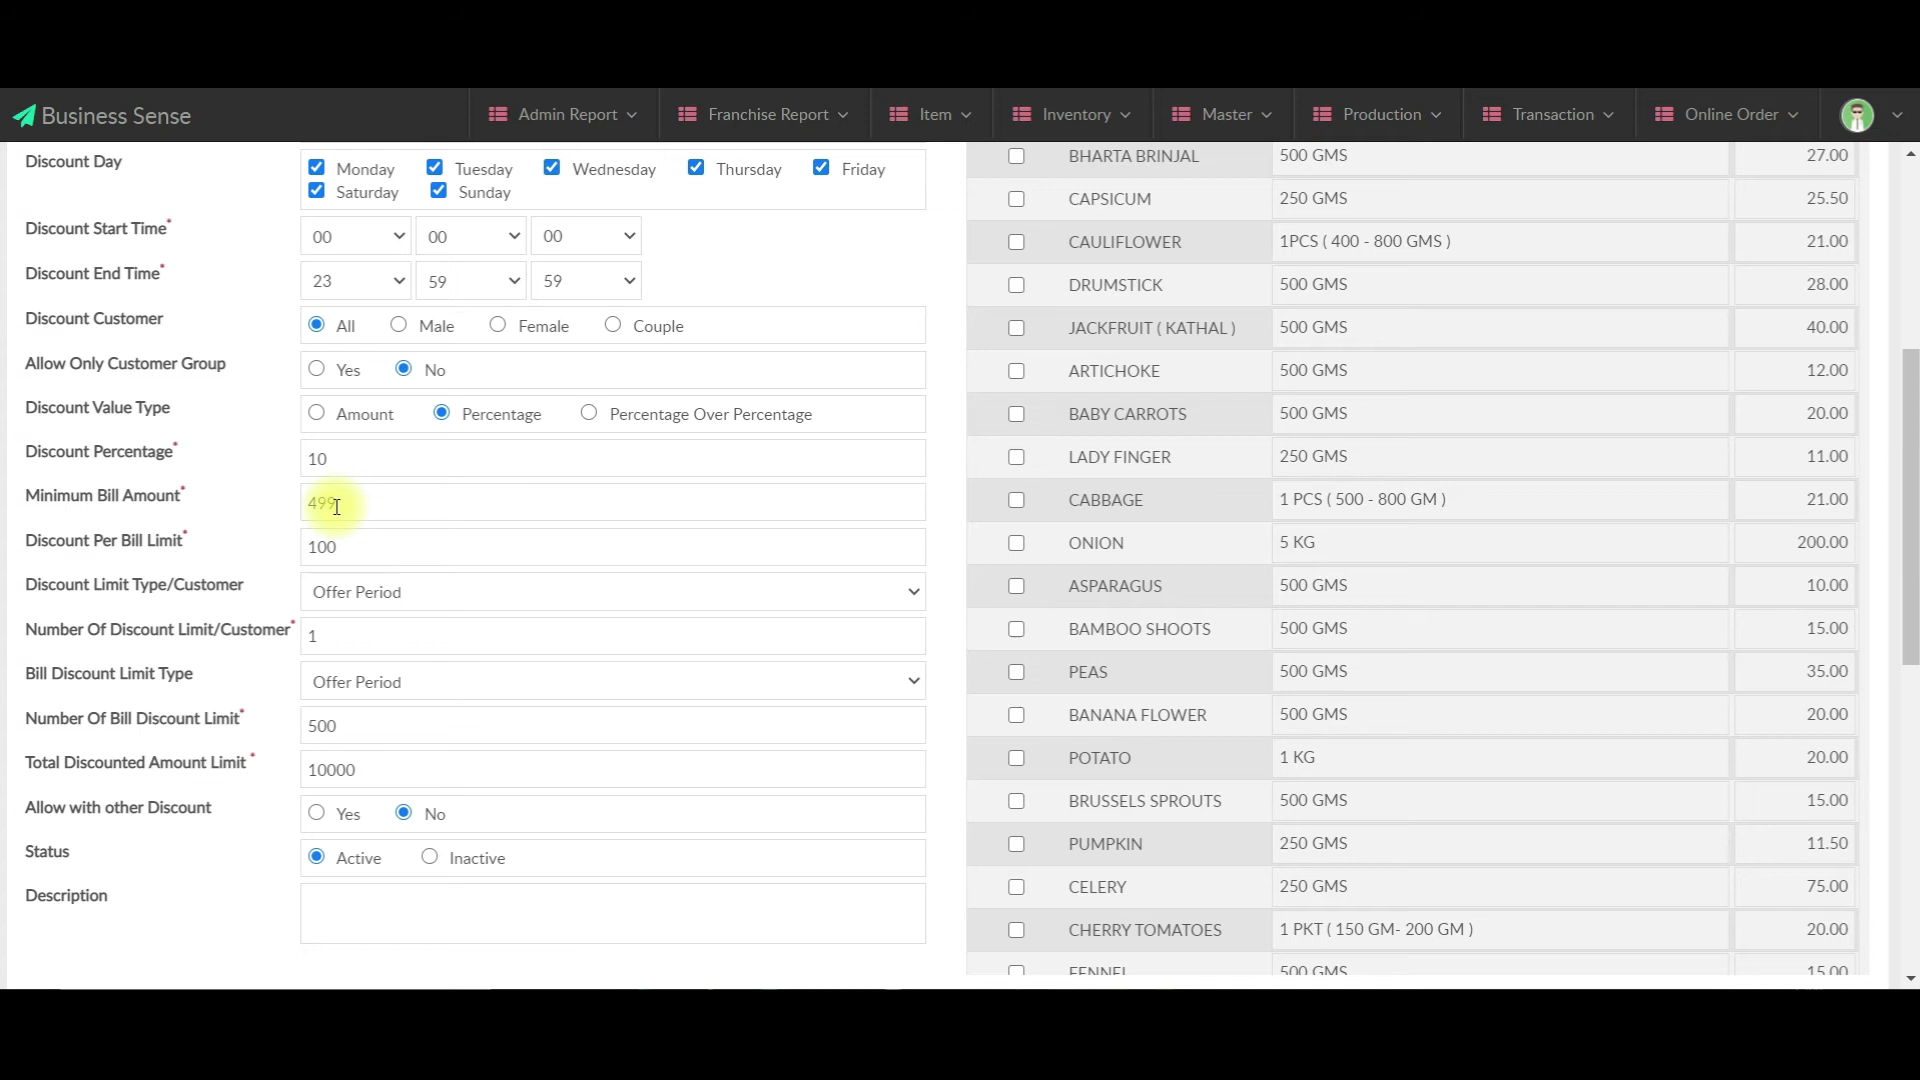 Business Sense
Admin Report
Franchise Report
Item
Inventory
Master
Production
Transaction
Online Order
Discount Day
Monday Tuesday Wednesday Thursday Friday
Saturday Sunday
Discount Start Time*
00 00 00
Discount End Time*
23 59 59
Discount Customer
All Male Female Couple
Allow Only Customer Group
Yes No
Discount Value Type
Amount Percentage Percentage Over Percentage
Discount Percentage*
10
Minimum Bill Amount*
499
Discount Per Bill Limit*
100
Discount Limit Type/Customer
Offer Period
Number Of Discount Limit/Customer*
1
Bill Discount Limit Type
Offer Period
Number Of Bill Discount Limit*
500
Total Discounted Amount Limit *
10000
Allow with other Discount
Yes No
Status
Active Inactive
Description
BHARTA BRINJAL 500 GMS 27.00
CAPSICUM 250 GMS 25.50
CAULIFLOWER 1PCS ( 400 - 800 GMS ) 21.00
DRUMSTICK 500 GMS 28.00
JACKFRUIT ( KATHAL ) 500 GMS 40.00
ARTICHOKE 500 GMS 12.00
BABY CARROTS 500 GMS 20.00
LADY FINGER 250 GMS 11.00
CABBAGE 1 PCS ( 500 - 800 GM ) 21.00
ONION 5 KG 200.00
ASPARAGUS 500 GMS 10.00
BAMBOO SHOOTS 500 GMS 15.00
PEAS 500 GMS 35.00
BANANA FLOWER 500 GMS 20.00
POTATO 1 KG 20.00
BRUSSELS SPROUTS 500 GMS 15.00
PUMPKIN 250 GMS 11.50
CELERY 250 GMS 75.00
CHERRY TOMATOES 1 PKT ( 150 GM- 200 GM ) 20.00
FENNEL 500 GMS 15.00